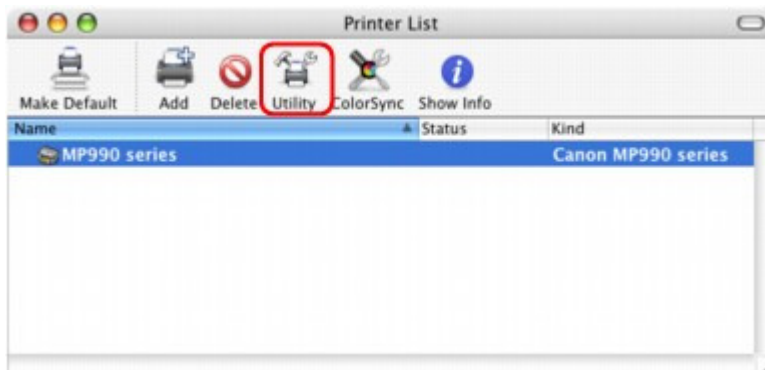 Printer List
Make Default Add Delete Utility ColorSync Show Info
Name Status Kind
MP990 series Canon MP990 series